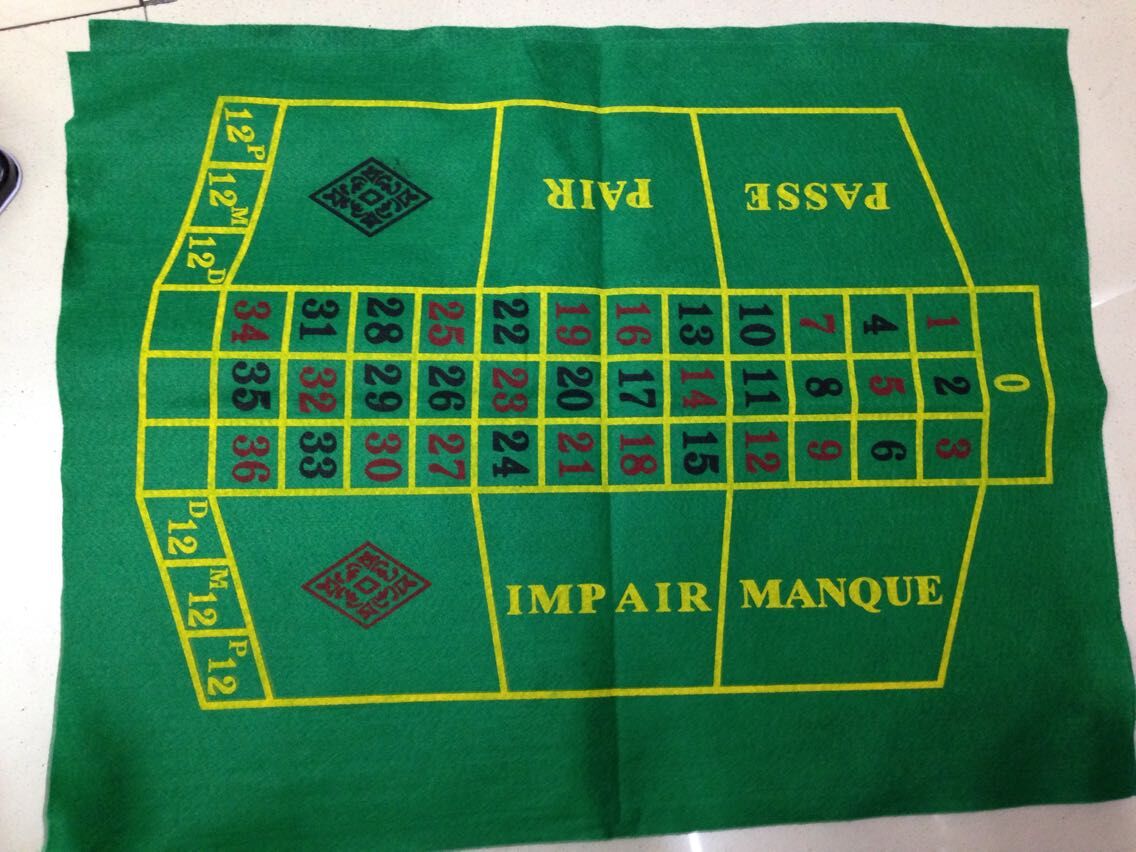 PASSE
PAIR
12P
12M
12D
0
1 2 3
4 5 6
7 8 9
10 11 12
13 14 15
16 17 18
19 20 21
22 23 24
25 26 27
28 29 30
31 32 33
34 35 36
D12
M12
P12
IMPAIR
MANQUE